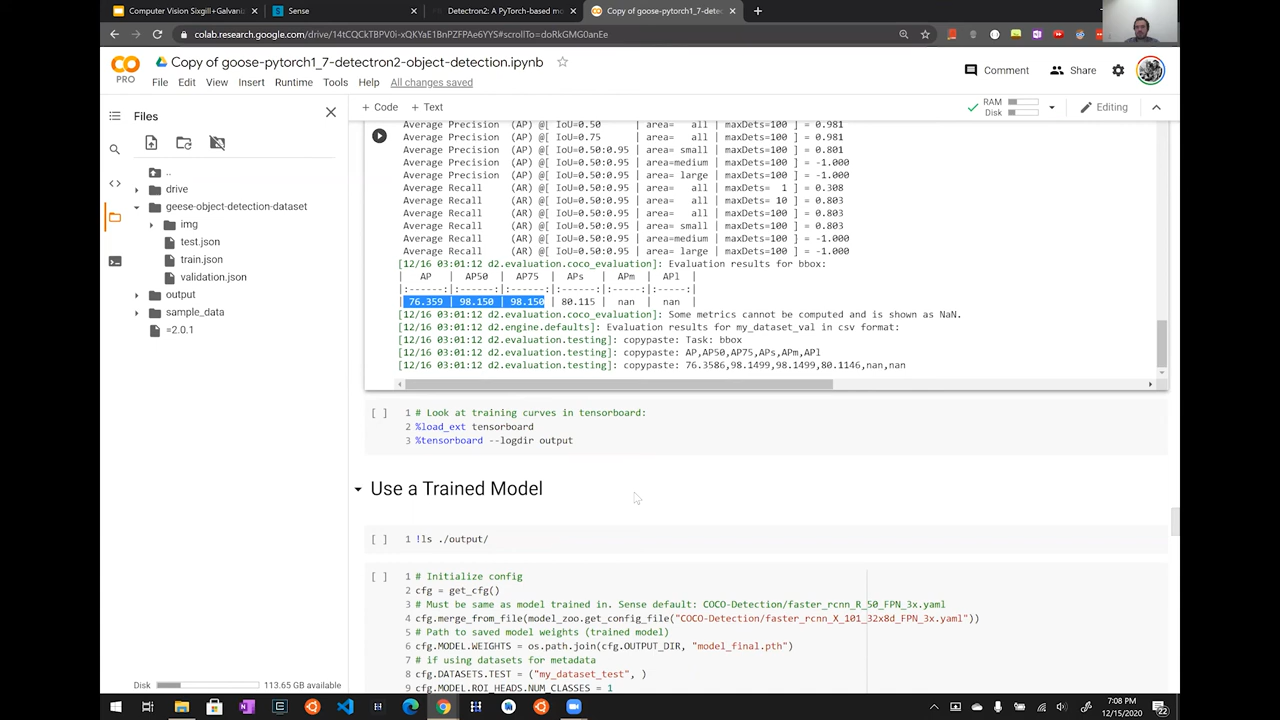 Computer Vision Sixgill+Galvani
Sense
Detectron2: A PyTorch-based mo
Copy of goose-pytorch1_7-detec
colab.research.google.com/drive/14tCQCkTBPV0i-xQKYaE1BnPZFPAe6YYS#scrollTo=doRkGMG0anEe
CO
PRO
Copy of goose-pytorch1_7-detectron2-object-detection.ipynb
File Edit View Insert Runtime Tools Help All changes saved
Comment Share
Files
+ Code + Text
RAM
Disk
Editing
..
drive
geese-object-detection-dataset
img
test.json
train.json
validation.json
output
sample_data
=2.0.1
Disk 113.65 GB available
Average Precision (AP) @[ IoU=0.50 | area= all | maxDets=100 ] = 0.981
Average Precision (AP) @[ IoU=0.75 | area= all | maxDets=100 ] = 0.981
Average Precision (AP) @[ IoU=0.50:0.95 | area= small | maxDets=100 ] = 0.801
Average Precision (AP) @[ IoU=0.50:0.95 | area=medium | maxDets=100 ] = -1.000
Average Precision (AP) @[ IoU=0.50:0.95 | area= large | maxDets=100 ] = -1.000
Average Recall (AR) @[ IoU=0.50:0.95 | area= all | maxDets= 1 ] = 0.308
Average Recall (AR) @[ IoU=0.50:0.95 | area= all | maxDets= 10 ] = 0.803
Average Recall (AR) @[ IoU=0.50:0.95 | area= all | maxDets=100 ] = 0.803
Average Recall (AR) @[ IoU=0.50:0.95 | area= small | maxDets=100 ] = 0.803
Average Recall (AR) @[ IoU=0.50:0.95 | area=medium | maxDets=100 ] = -1.000
Average Recall (AR) @[ IoU=0.50:0.95 | area= large | maxDets=100 ] = -1.000
[12/16 03:01:12 d2.evaluation.coco_evaluation]: Evaluation results for bbox:
| AP | AP50 | AP75 | APs | APm | APl |
|:------:|:------:|:------:|:------:|:-----:|:-----:|
| 76.359 | 98.150 | 98.150 | 80.115 | nan | nan |
[12/16 03:01:12 d2.evaluation.coco_evaluation]: Some metrics cannot be computed and is shown as NaN.
[12/16 03:01:12 d2.engine.defaults]: Evaluation results for my_dataset_val in csv format:
[12/16 03:01:12 d2.evaluation.testing]: copypaste: Task: bbox
[12/16 03:01:12 d2.evaluation.testing]: copypaste: AP,AP50,AP75,APs,APm,APl
[12/16 03:01:12 d2.evaluation.testing]: copypaste: 76.3586,98.1499,98.1499,80.1146,nan,nan
[ ] 1 # Look at training curves in tensorboard:
2 %load_ext tensorboard
3 %tensorboard --logdir output
Use a Trained Model
[ ] 1 !ls ./output/
[ ] 1 # Initialize config
2 cfg = get_cfg()
3 # Must be same as model trained in. Sense default: COCO-Detection/faster_rcnn_R_50_FPN_3x.yaml
4 cfg.merge_from_file(model_zoo.get_config_file("COCO-Detection/faster_rcnn_X_101_32x8d_FPN_3x.yaml"))
5 # Path to saved model weights (trained model)
6 cfg.MODEL.WEIGHTS = os.path.join(cfg.OUTPUT_DIR, "model_final.pth")
7 # if using datasets for metadata
8 cfg.DATASETS.TEST = ("my_dataset_test", )
9 cfg.MODEL.ROI_HEADS.NUM_CLASSES = 1
7:08 PM
12/15/2020
22